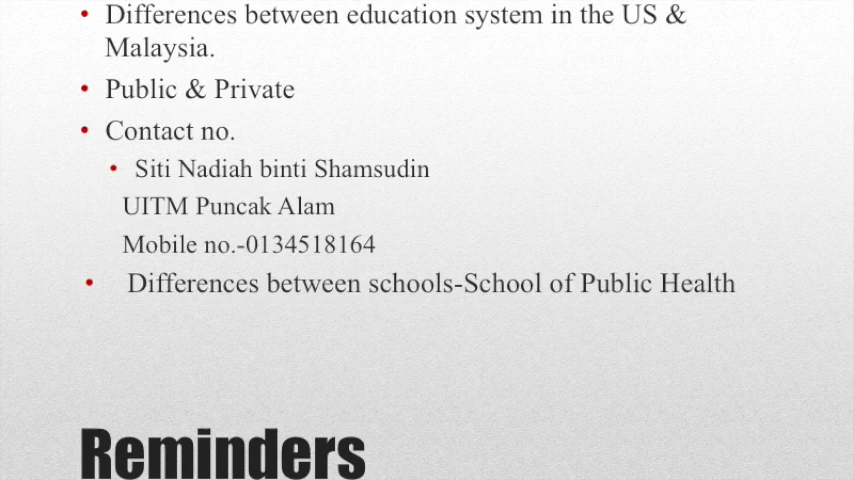 • Differences between education system in the US &
Malaysia.
• Public & Private
• Contact no.
• Siti Nadiah binti Shamsudin
UITM Puncak Alam
Mobile no.-0134518164
• Differences between schools-School of Public Health
Reminders